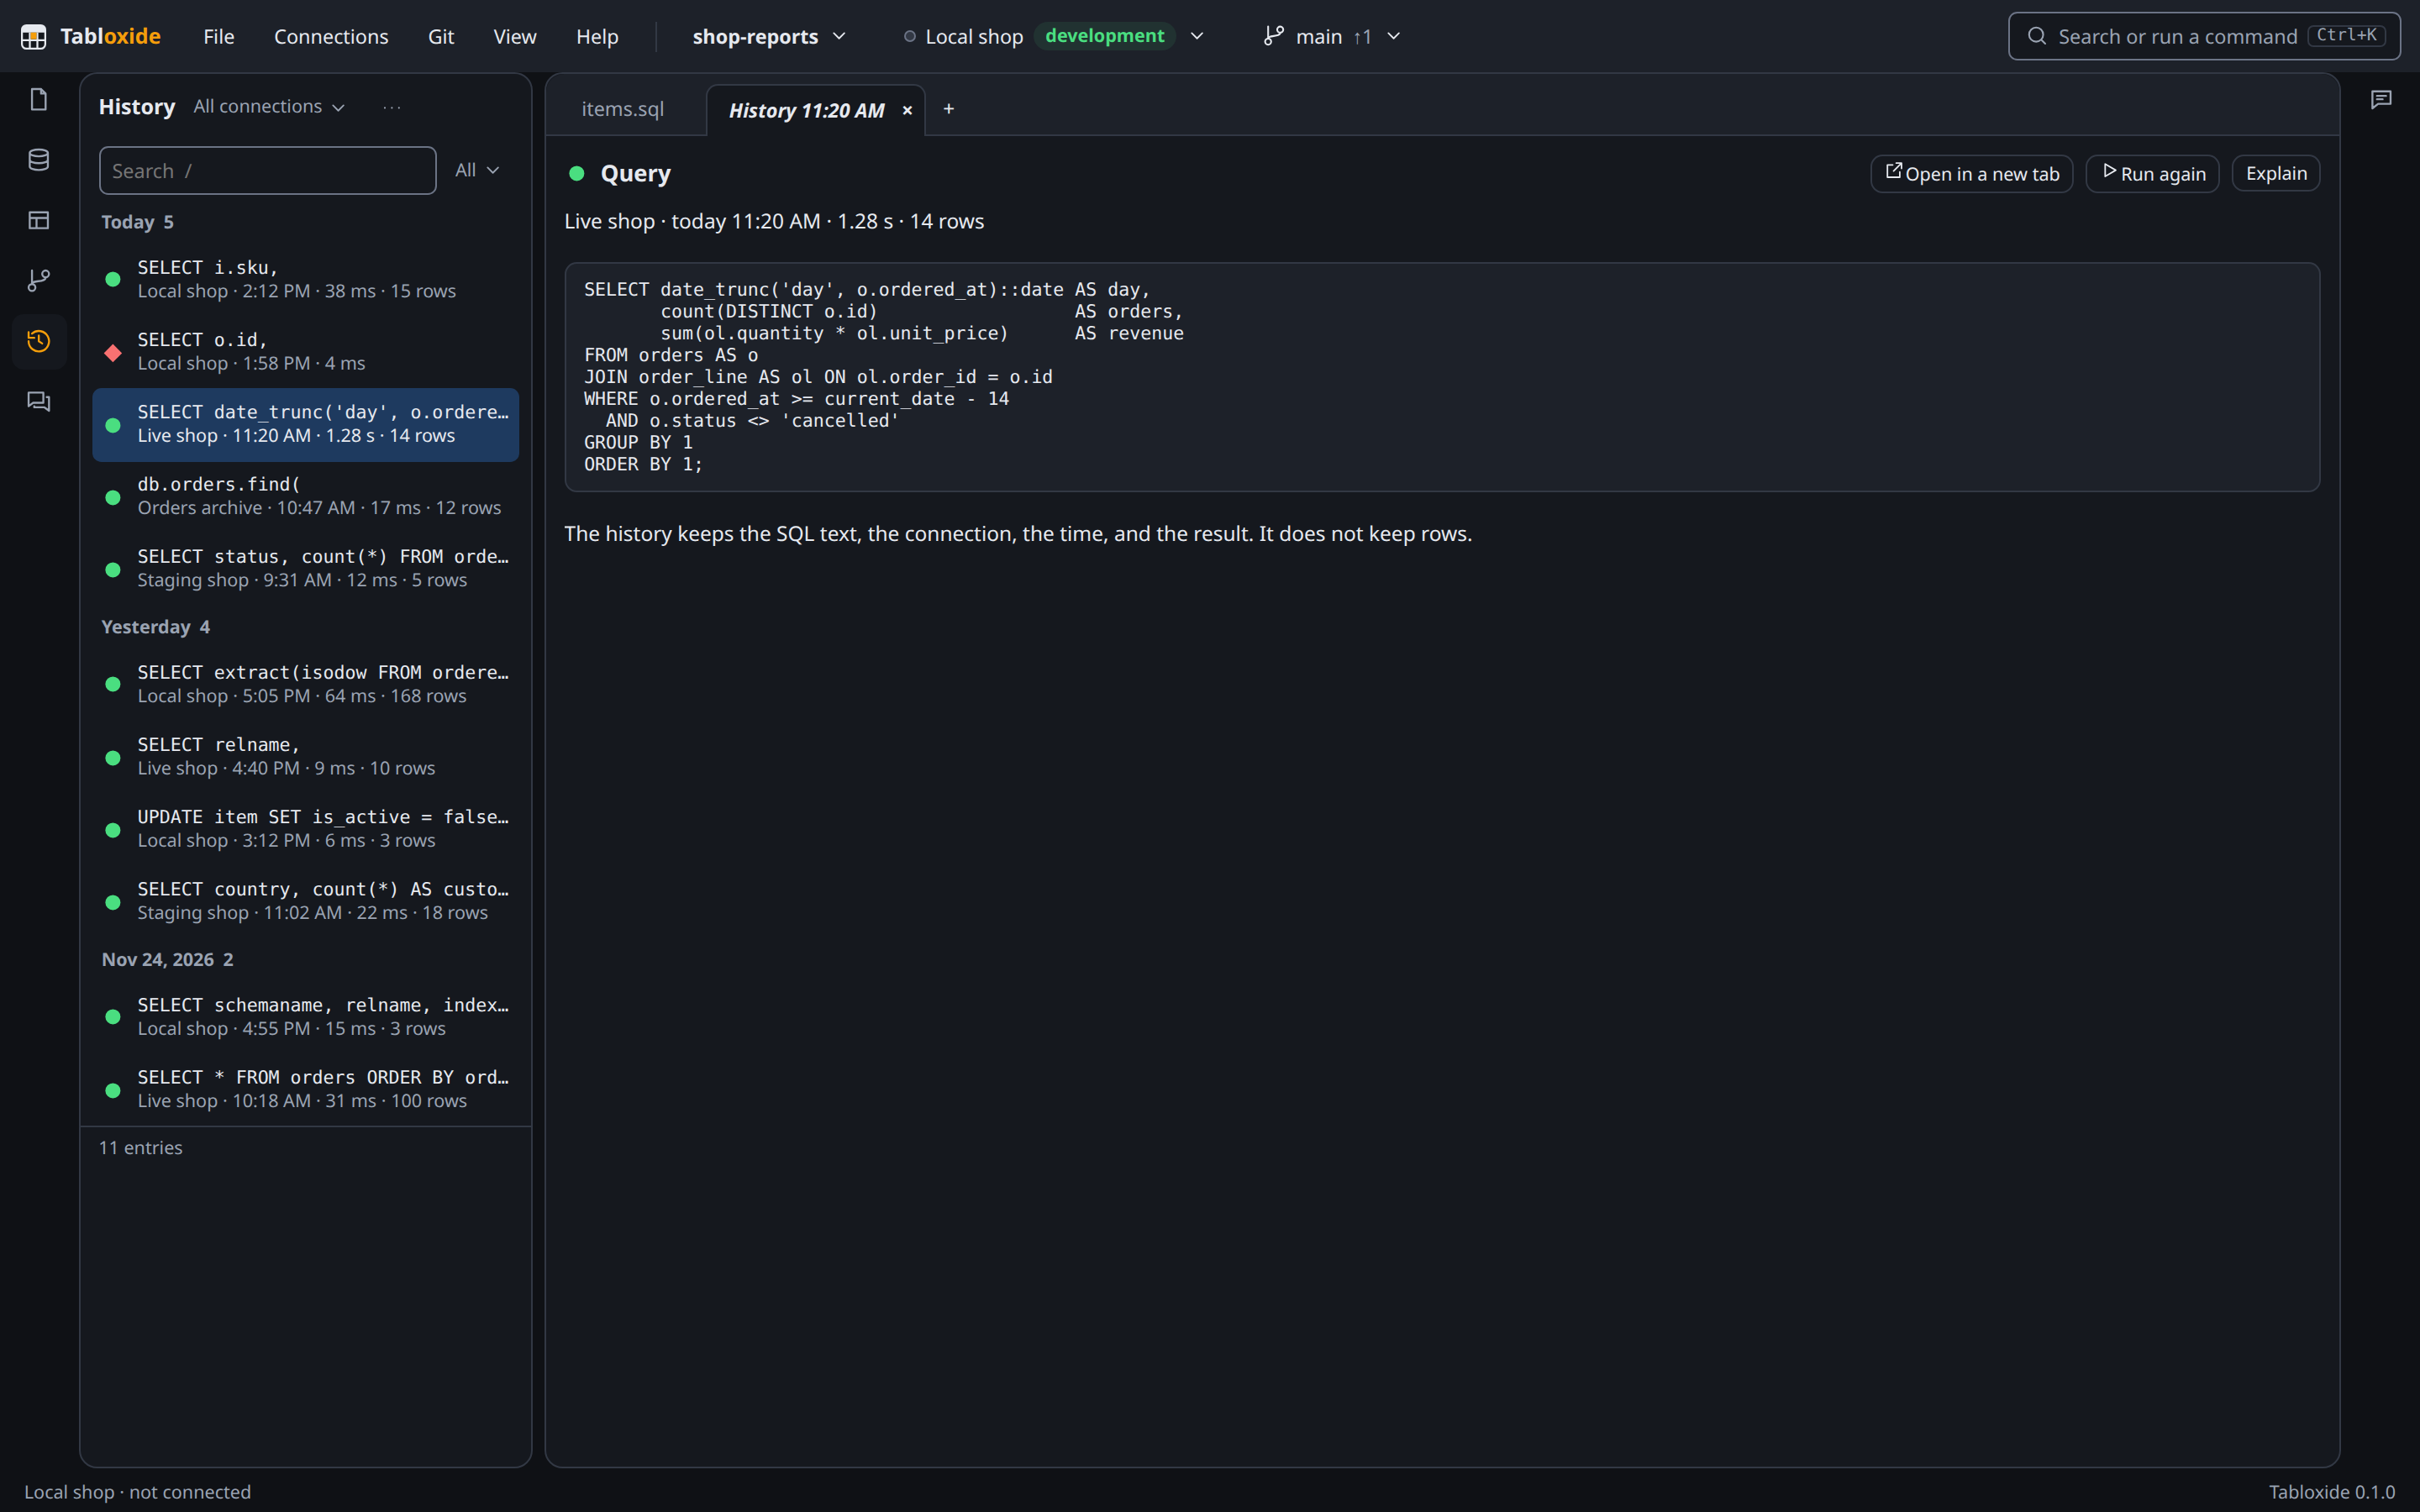 Tabloxide File Connections Git View Help shop-reports Local shop development main ↑1 Search or run a command Ctrl+K
History All connections ...
Search /
All
Today 5
SELECT i.sku,
Local shop · 2:12 PM · 38 ms · 15 rows
SELECT o.id,
Local shop · 1:58 PM · 4 ms
SELECT date_trunc('day', o.ordere…
Live shop · 11:20 AM · 1.28 s · 14 rows
db.orders.find(
Orders archive · 10:47 AM · 17 ms · 12 rows
SELECT status, count(*) FROM orde…
Staging shop · 9:31 AM · 12 ms · 5 rows
Yesterday 4
SELECT extract(isodow FROM ordere…
Local shop · 5:05 PM · 64 ms · 168 rows
SELECT relname,
Live shop · 4:40 PM · 9 ms · 10 rows
UPDATE item SET is_active = false…
Local shop · 3:12 PM · 6 ms · 3 rows
SELECT country, count(*) AS custo…
Staging shop · 11:02 AM · 22 ms · 18 rows
Nov 24, 2026 2
SELECT schemaname, relname, index…
Local shop · 4:55 PM · 15 ms · 3 rows
SELECT * FROM orders ORDER BY ord…
Live shop · 10:18 AM · 31 ms · 100 rows
11 entries
items.sql History 11:20 AM × +
Query
Open in a new tab Run again Explain
Live shop · today 11:20 AM · 1.28 s · 14 rows
SELECT date_trunc('day', o.ordered_at)::date AS day,
       count(DISTINCT o.id)                  AS orders,
       sum(ol.quantity * ol.unit_price)      AS revenue
FROM orders AS o
JOIN order_line AS ol ON ol.order_id = o.id
WHERE o.ordered_at >= current_date - 14
  AND o.status <> 'cancelled'
GROUP BY 1
ORDER BY 1;
The history keeps the SQL text, the connection, the time, and the result. It does not keep rows.
Local shop · not connected
Tabloxide 0.1.0